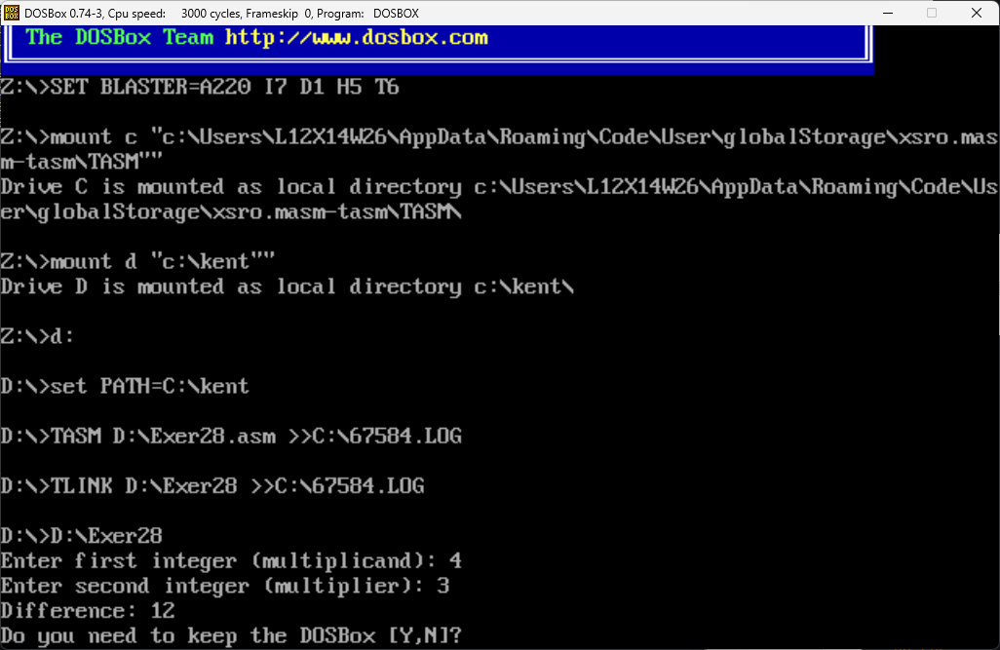 DOSBox 0.74-3, Cpu speed:    3000 cycles, Frameskip  0, Program:   DOSBOX
The DOSBox Team http://www.dosbox.com
Z:\>SET BLASTER=A220 I7 D1 H5 T6
Z:\>mount c "c:\Users\L12X14W26\AppData\Roaming\Code\User\globalStorage\xsro.mas
m-tasm\TASM""
Drive C is mounted as local directory c:\Users\L12X14W26\AppData\Roaming\Code\Us
er\globalStorage\xsro.masm-tasm\TASM\
Z:\>mount d "c:\kent""
Drive D is mounted as local directory c:\kent\
Z:\>d:
D:\>set PATH=C:\kent
D:\>TASM D:\Exer28.asm >>C:\67584.LOG
D:\>TLINK D:\Exer28 >>C:\67584.LOG
D:\>D:\Exer28
Enter first integer (multiplicand): 4
Enter second integer (multiplier): 3
Difference: 12
Do you need to keep the DOSBox [Y,N]?